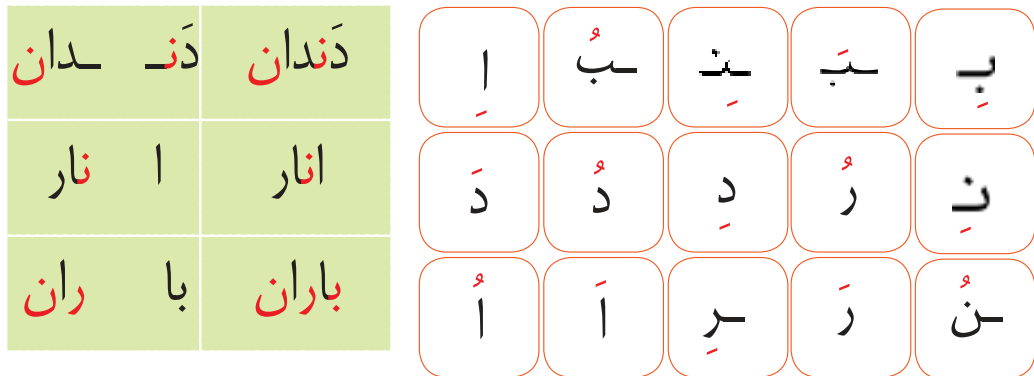 بِـ ـبَـ ـنِـ ـبُ اِ
نِـ رُ دِ دُ دَ
ـنُ رَ ـرِ اَ اُ
دَندان دَنـ ـدان
انار ا نار
باران با ران